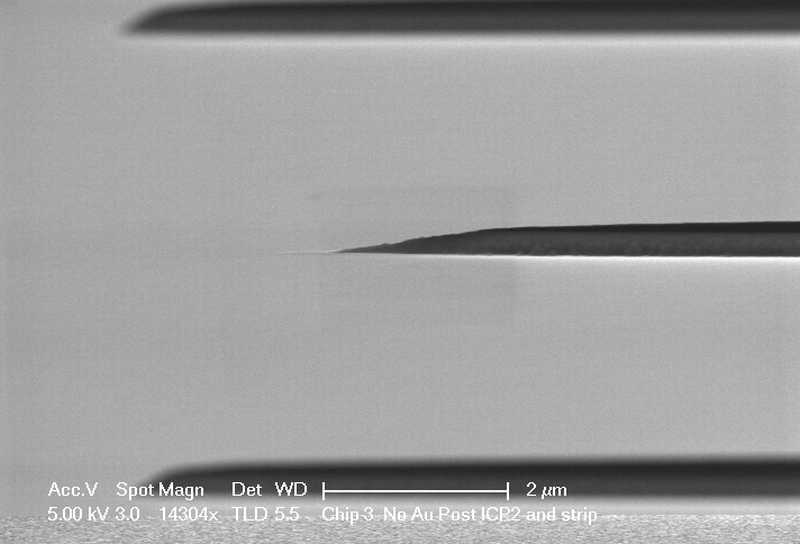 Acc.V Spot Magn Det WD 2 µm
5.00 kV 3.0 14304x TLD 5.5 Chip 3 No Au Post ICP2 and strip